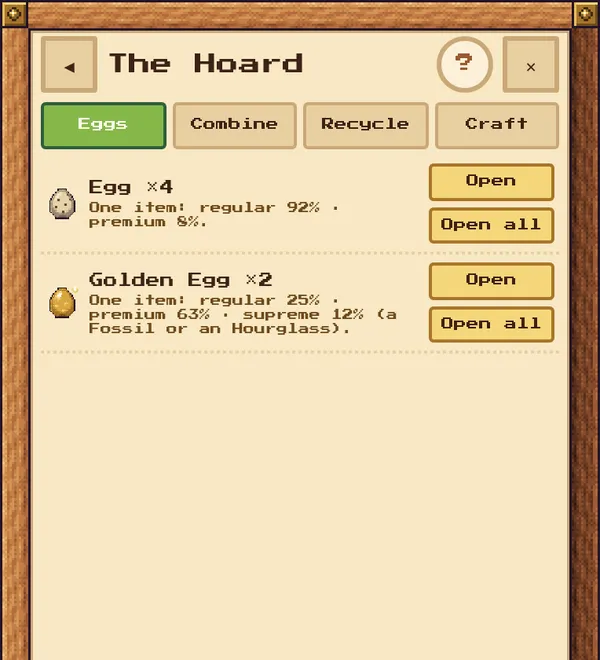 ◄ The Hoard ? ×
Eggs Combine Recycle Craft
Egg ×4
One item: regular 92% ·
premium 8%.
Open
Open all
Golden Egg ×2
One item: regular 25% ·
premium 63% · supreme 12% (a
Fossil or an Hourglass).
Open
Open all